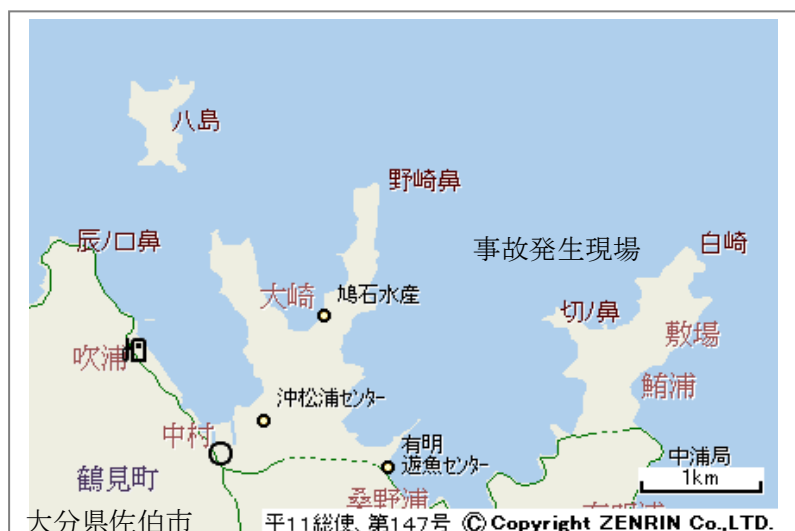 八島
野崎鼻
辰ノ口鼻
事故発生現場
白崎
大崎
鳩石水産
切ノ鼻
敷場
吹浦
鮪浦
沖松浦センター
中村
有明
遊魚センター
中浦局
鶴見町
1km
桑野浦
大分県佐伯市
平11総使、第147号 © Copyright ZENRIN Co.,LTD.